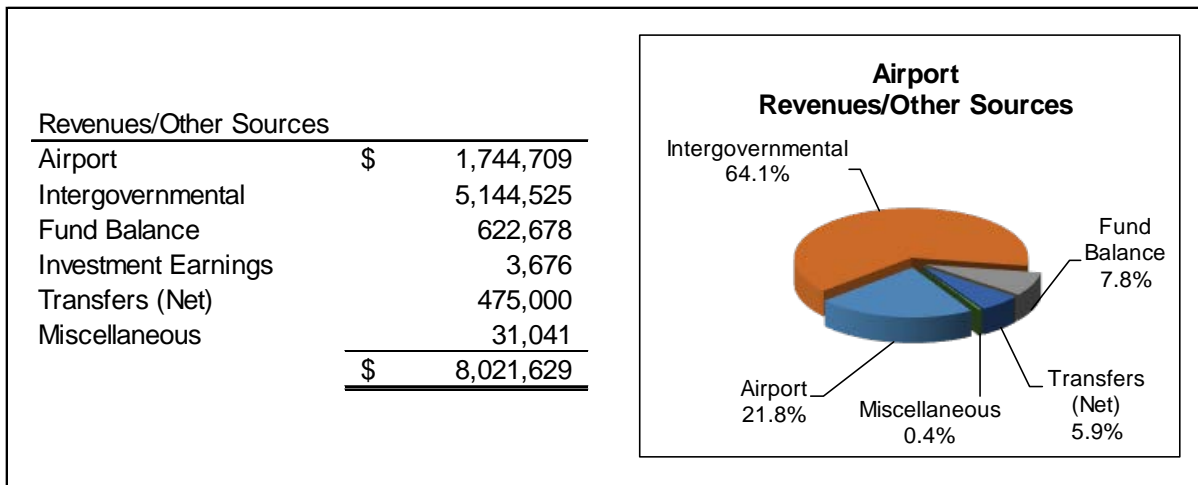 Revenues/Other Sources
Airport $ 1,744,709
Intergovernmental 5,144,525
Fund Balance 622,678
Investment Earnings 3,676
Transfers (Net) 475,000
Miscellaneous 31,041
$ 8,021,629
Airport
Revenues/Other Sources
Intergovernmental
64.1%
Fund
Balance
7.8%
Transfers
(Net)
5.9%
Miscellaneous
0.4%
Airport
21.8%